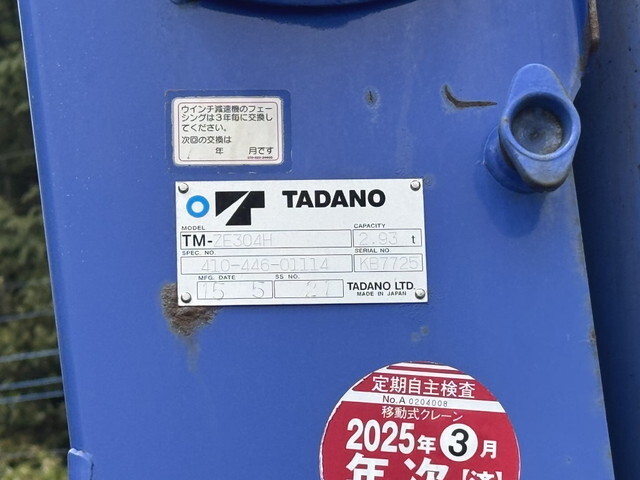 ウインチ減速機のフェー
シングは3年毎に交換し
てください。
次回の交換は
年 月です
TADANO
MODEL CAPACITY
TM-ZE304H 2.93 t
SPEC. NO. SERIAL NO.
410-446-01114 KB7725
MFG. DATE SS NO.
15 5 27 TADANO LTD.
MADE IN JAPAN
定期自主検査
No.A 0204008
移動式クレーン
2025年3月
年次【済】